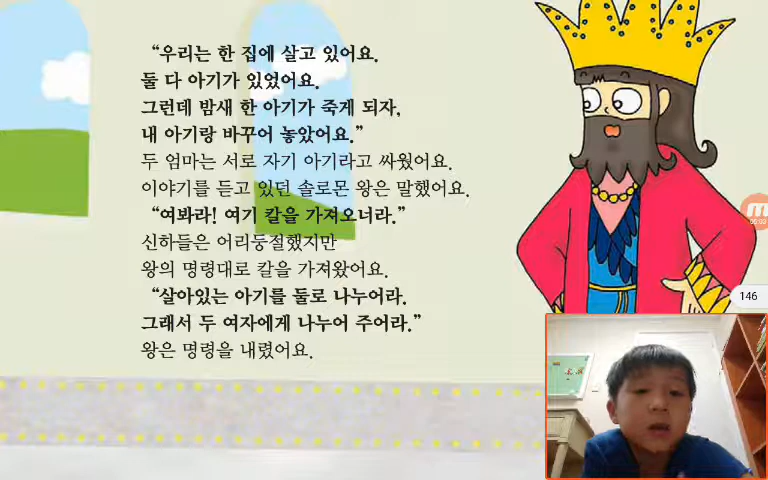 “우리는 한 집에 살고 있어요.
둘 다 아기가 있었어요.
그런데 밤새 한 아기가 죽게 되자,
내 아기랑 바꾸어 놓았어요.”
두 엄마는 서로 자기 아기라고 싸웠어요.
이야기를 듣고 있던 솔로몬 왕은 말했어요.
“여봐라! 여기 칼을 가져오너라.”
신하들은 어리둥절했지만
왕의 명령대로 칼을 가져왔어요.
“살아있는 아기를 둘로 나누어라.
그래서 두 여자에게 나누어 주어라.”
왕은 명령을 내렸어요.
146